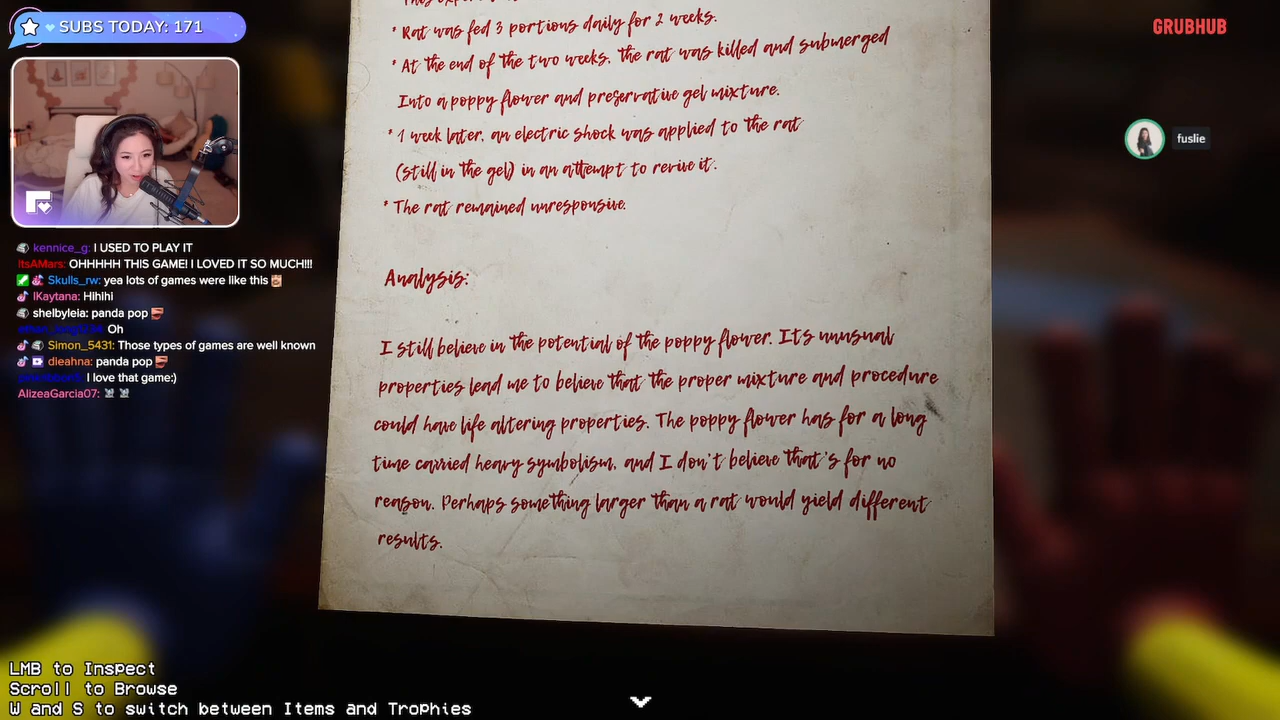 SUBS TODAY: 171
GRUBHUB
fuslie
* Rat was fed 3 portions daily for 2 weeks.
* At the end of the two weeks, the rat was killed and submerged
Into a poppy flower and preservative gel mixture.
* 1 week later, an electric shock was applied to the rat
(still in the gel) in an attempt to revive it.
* The rat remained unresponsive.
Analysis:
I still believe in the potential of the poppy flower. Its unusual
properties lead me to believe that the proper mixture and procedure
could have life altering properties. The poppy flower has for a long
time carried heavy symbolism, and I don't believe that's for no
reason. Perhaps something larger than a rat would yield different
results.
kennice_g: I USED TO PLAY IT
ItsAMars: OHHHHH THIS GAME! I LOVED IT SO MUCH!!!
Skulls_rw: yea lots of games were like this
IKaytana: Hihihi
shelbyleia: panda pop
Oh
Simon_5431: Those types of games are well known
dieahna: panda pop
I love that game:)
AlizeaGarcia07:
LMB to Inspect
Scroll to Browse
W and S to switch between Items and Trophies